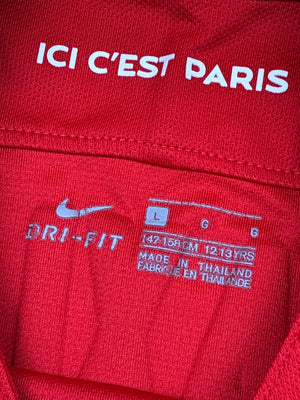 ICI C'EST PARIS
DRI-FIT
L G G
147-158CM 12-13YRS
MADE IN THAILAND
FABRIQUÉ EN THAÏLANDE